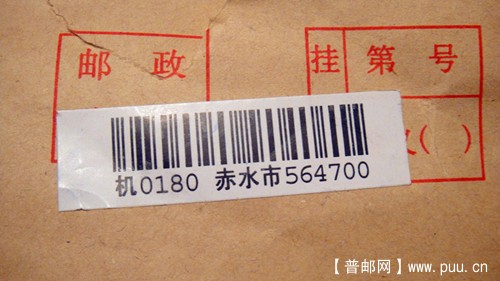 邮 政
挂 第 号
( )
机0180 赤水市564700
【普邮网】www.puu.cn